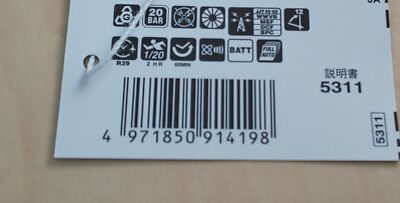 G
20
BAR
JJY40·60
WWVB
MSF
DCF
BPC
12
R29
1/20
2 H R
60MIN
BATT
FULL
AUTO
説明書
5311
5311
4 971850 914198